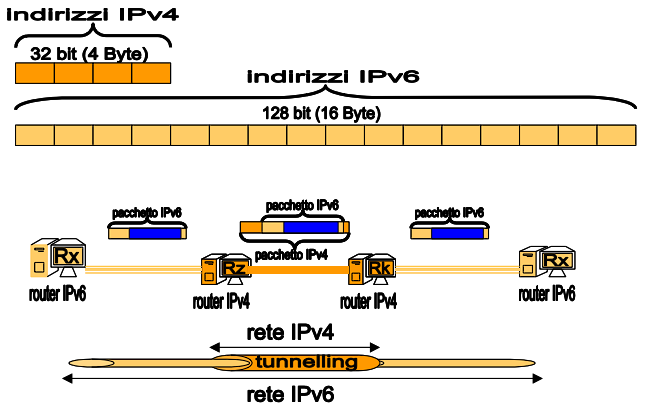 indirizzi IPv4
32 bit (4 Byte)
indirizzi IPv6
128 bit (16 Byte)
pacchetto IPv6
pacchetto IPv6
pacchetto IPv6
pacchetto IPv4
Rx
Rz
Rk
Rx
router IPv6
router IPv4
router IPv4
router IPv6
rete IPv4
tunnelling
rete IPv6